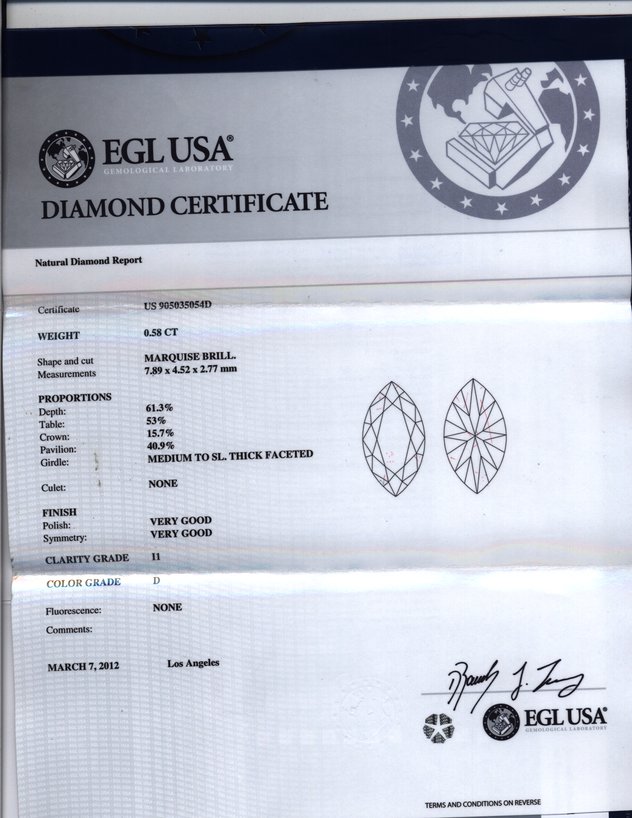 EGL USA®
GEMOLOGICAL LABORATORY
DIAMOND CERTIFICATE
Natural Diamond Report
Certificate US 905035054D
WEIGHT 0.58 CT
Shape and cut MARQUISE BRILL.
Measurements 7.89 x 4.52 x 2.77 mm
PROPORTIONS
Depth: 61.3%
Table: 53%
Crown: 15.7%
Pavilion: 40.9%
Girdle: MEDIUM TO SL. THICK FACETED
Culet: NONE
FINISH
Polish: VERY GOOD
Symmetry: VERY GOOD
CLARITY GRADE I1
COLOR GRADE D
Fluorescence: NONE
Comments:
MARCH 7, 2012 Los Angeles
EGL USA®
GEMOLOGICAL LABORATORY
TERMS AND CONDITIONS ON REVERSE